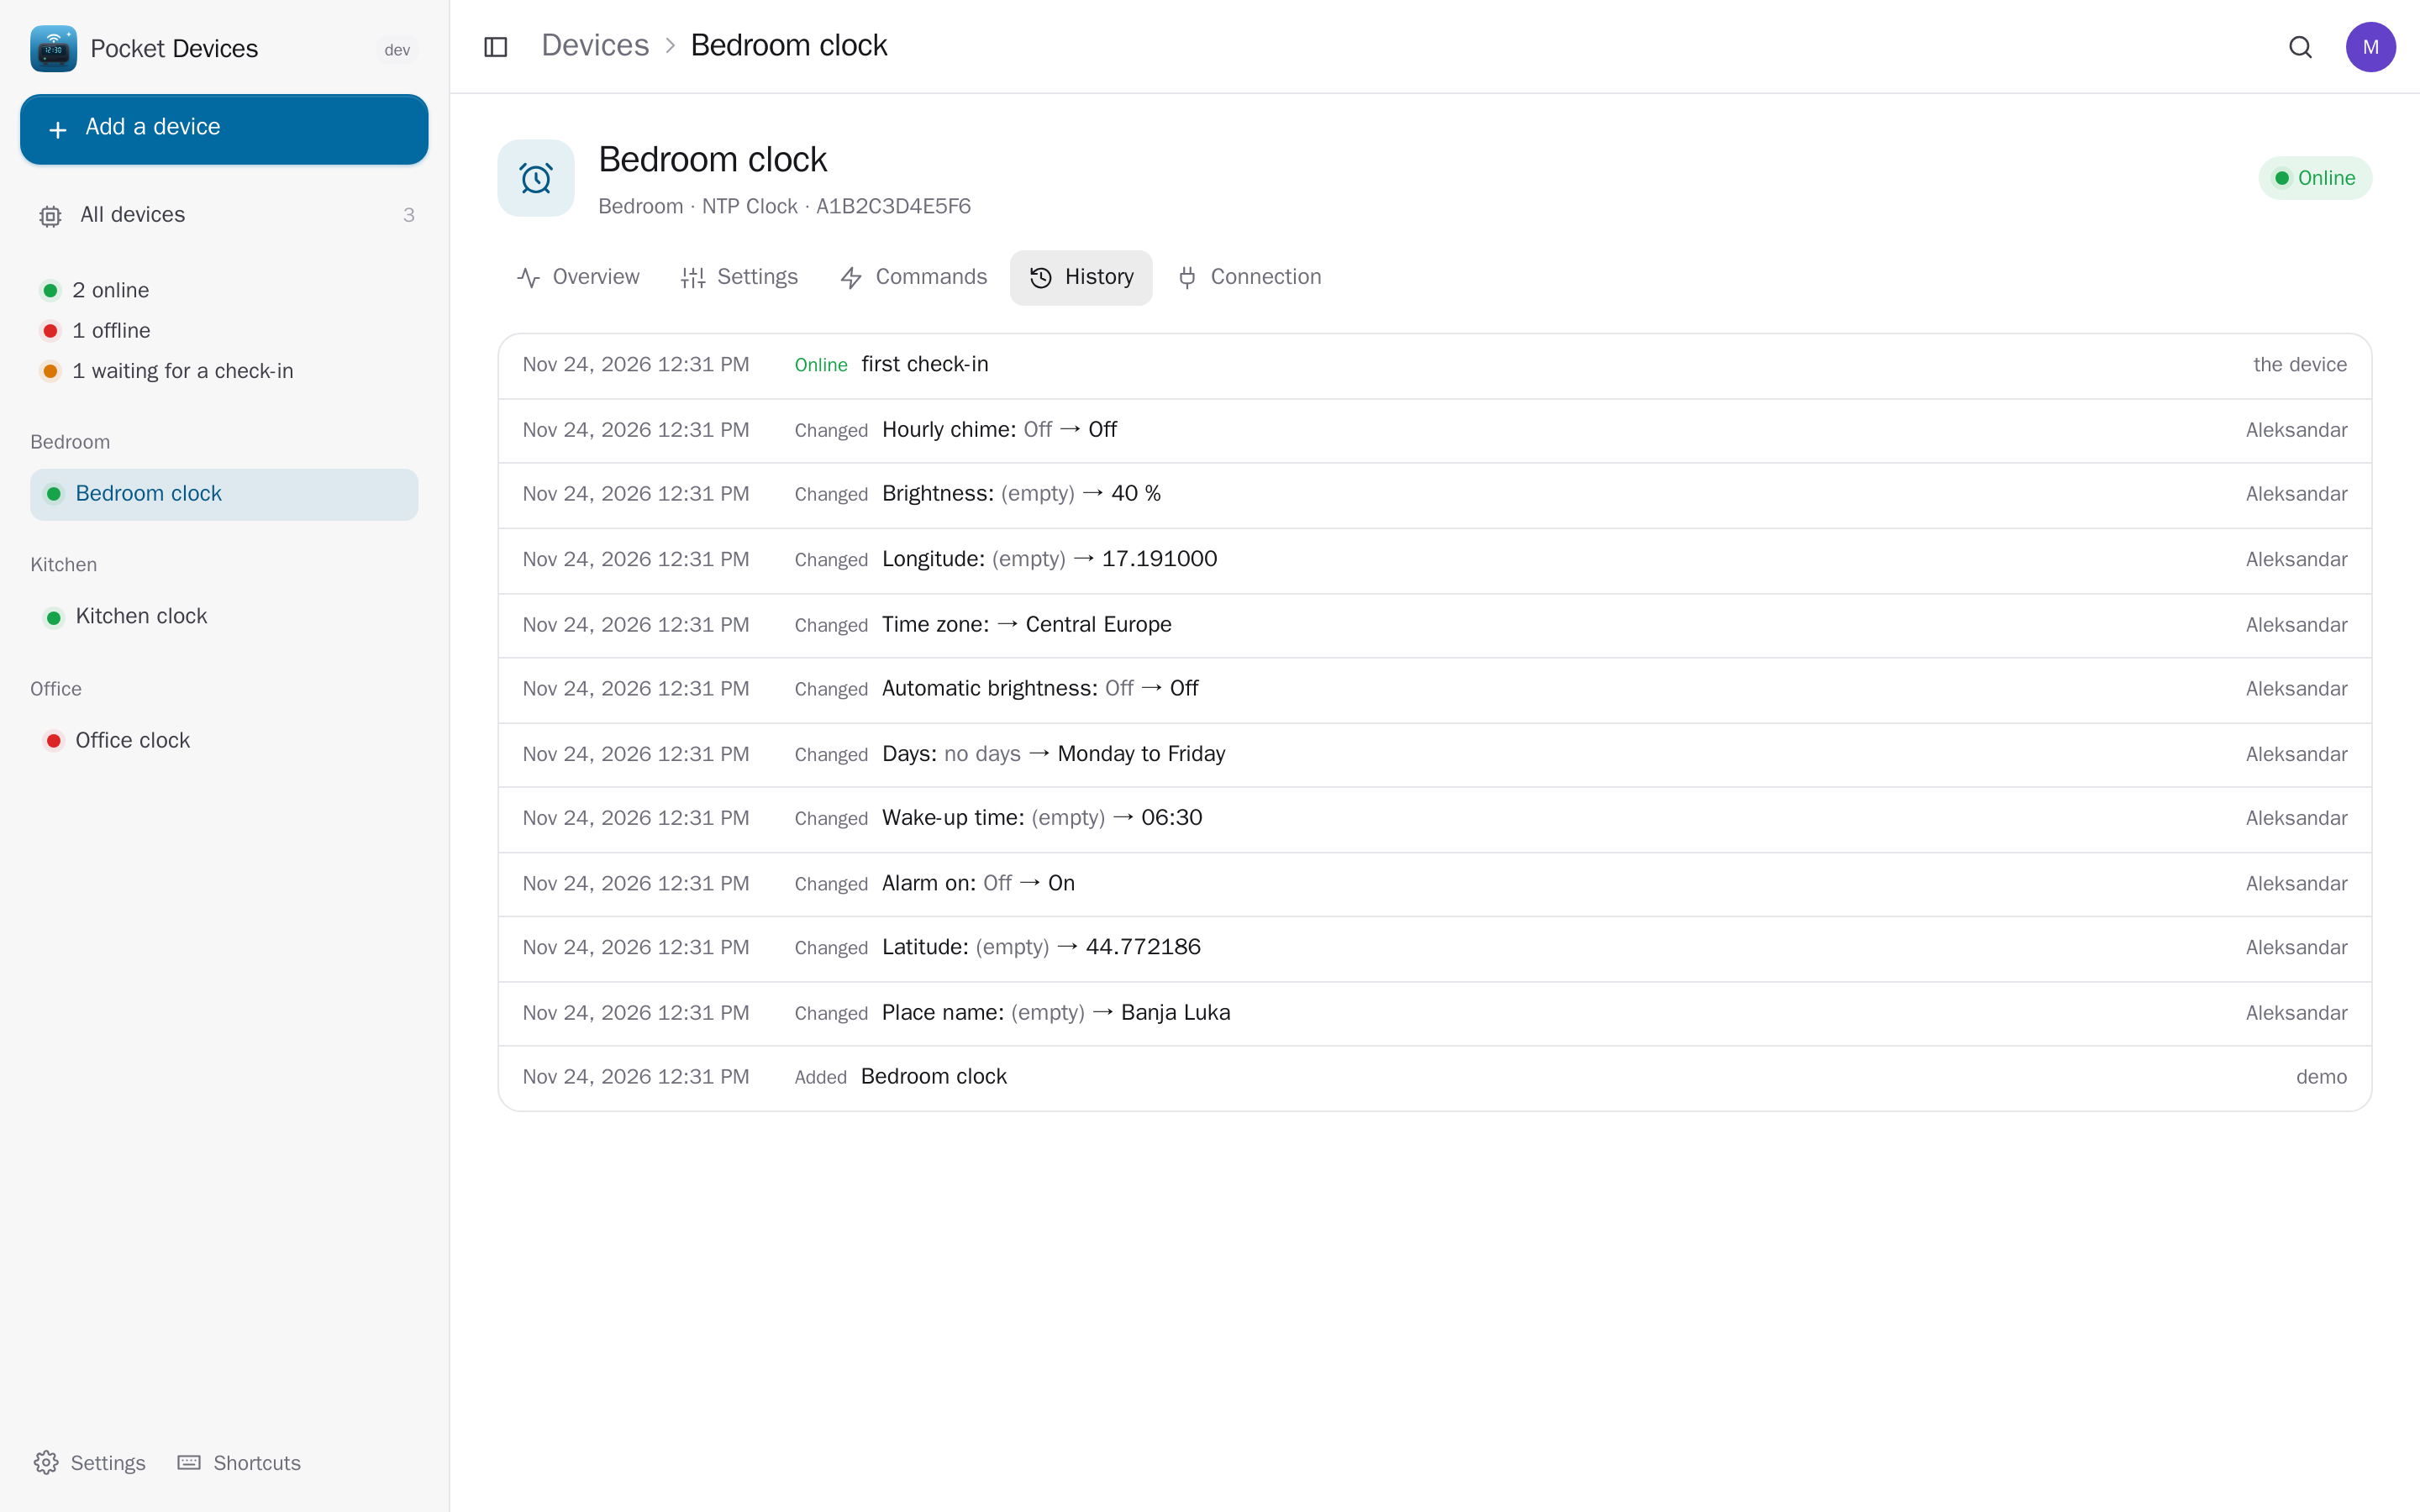 Pocket Devices dev
Add a device
All devices 3
2 online
1 offline
1 waiting for a check-in
Bedroom
Bedroom clock
Kitchen
Kitchen clock
Office
Office clock
Settings Shortcuts
Devices > Bedroom clock M
Bedroom clock
Bedroom · NTP Clock · A1B2C3D4E5F6
Online
Overview Settings Commands History Connection
Nov 24, 2026 12:31 PM Online first check-in the device
Nov 24, 2026 12:31 PM Changed Hourly chime: Off → Off Aleksandar
Nov 24, 2026 12:31 PM Changed Brightness: (empty) → 40 % Aleksandar
Nov 24, 2026 12:31 PM Changed Longitude: (empty) → 17.191000 Aleksandar
Nov 24, 2026 12:31 PM Changed Time zone: → Central Europe Aleksandar
Nov 24, 2026 12:31 PM Changed Automatic brightness: Off → Off Aleksandar
Nov 24, 2026 12:31 PM Changed Days: no days → Monday to Friday Aleksandar
Nov 24, 2026 12:31 PM Changed Wake-up time: (empty) → 06:30 Aleksandar
Nov 24, 2026 12:31 PM Changed Alarm on: Off → On Aleksandar
Nov 24, 2026 12:31 PM Changed Latitude: (empty) → 44.772186 Aleksandar
Nov 24, 2026 12:31 PM Changed Place name: (empty) → Banja Luka Aleksandar
Nov 24, 2026 12:31 PM Added Bedroom clock demo